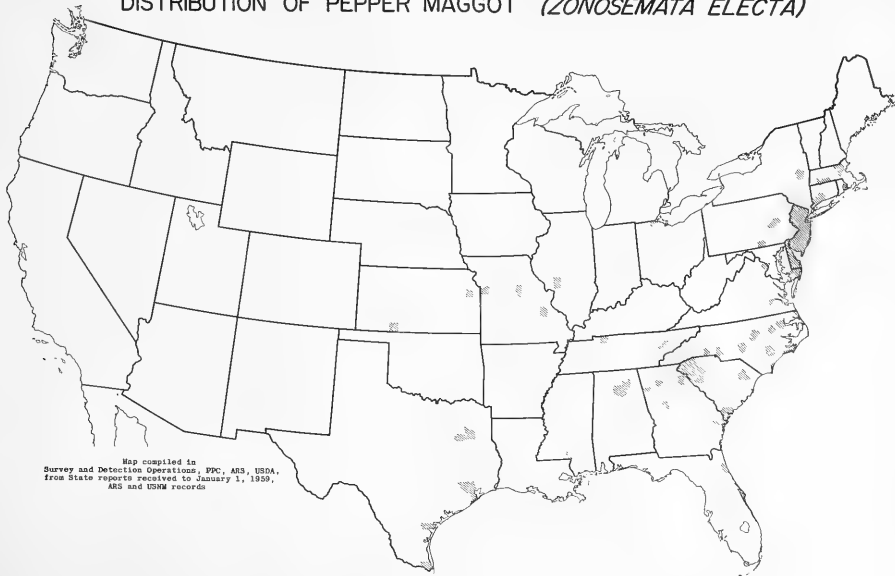 DISTRIBUTION OF PEPPER MAGGOT (ZONOSEMATA ELECTA)
Map compiled in
Survey and Detection Operations, PPC, ARS, USDA,
from State reports received to January 1, 1959,
ARS and USNM records